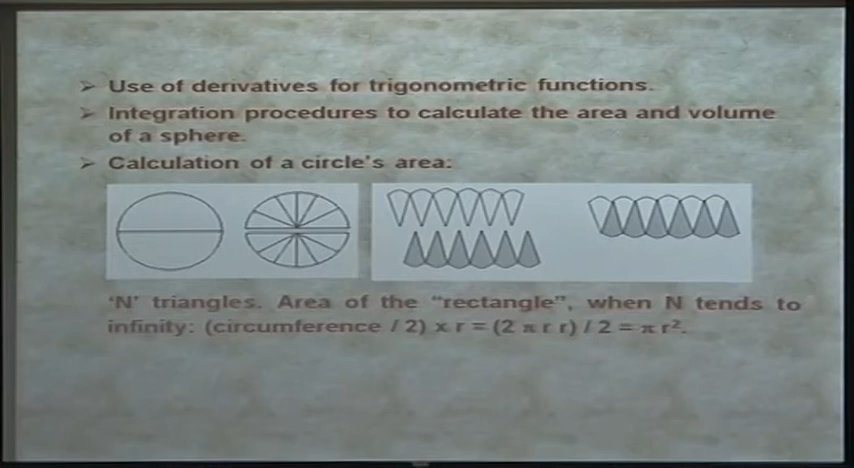 ➢ Use of derivatives for trigonometric functions.
➢ Integration procedures to calculate the area and volume
of a sphere.
➢ Calculation of a circle's area:
'N' triangles. Area of the "rectangle", when N tends to
infinity: (circumference / 2) x r = (2 π r r) / 2 = π r².